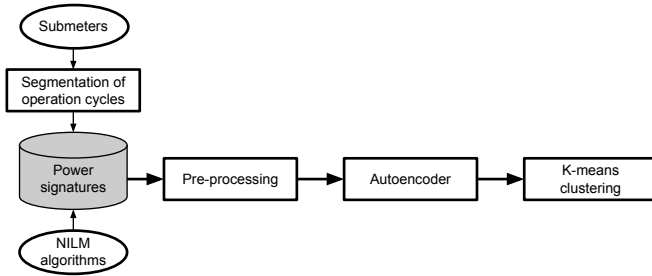 Submeters
Segmentation of
operation cycles
Power
signatures
Pre-processing
Autoencoder
K-means
clustering
NILM
algorithms